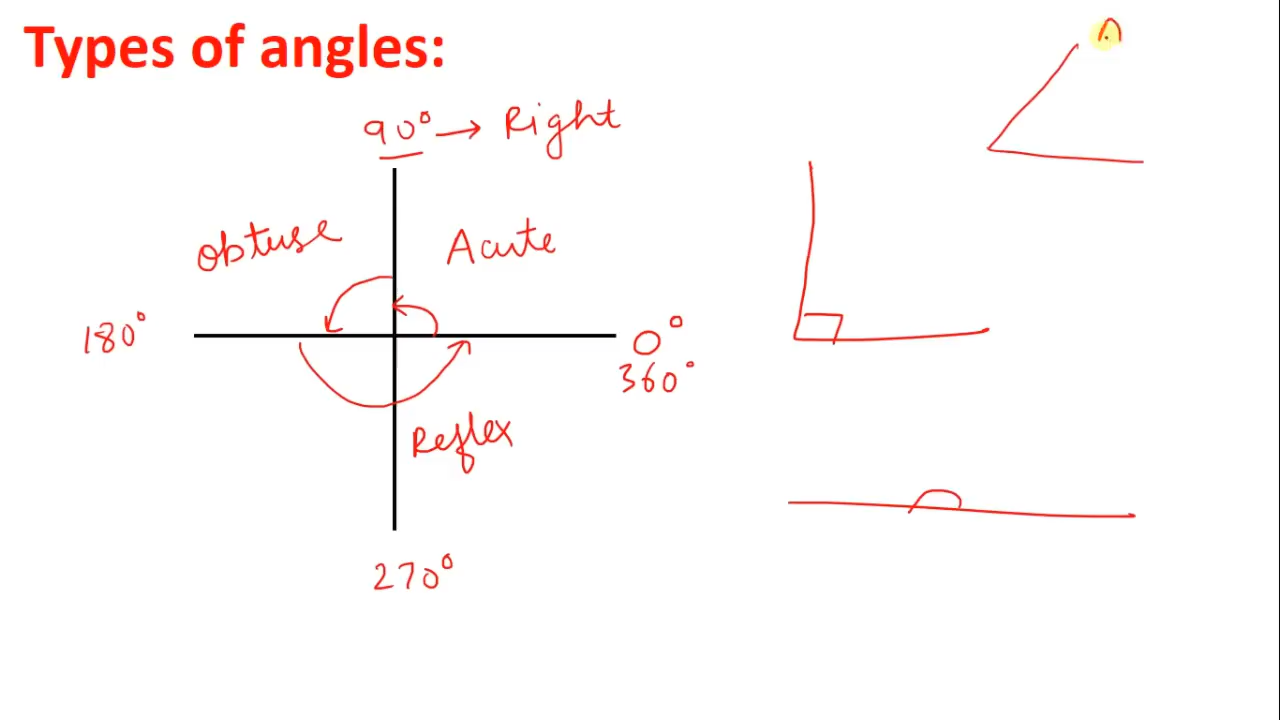 Types of angles:
90° → Right
Obtuse
Acute
180°
0°
360°
Reflex
270°